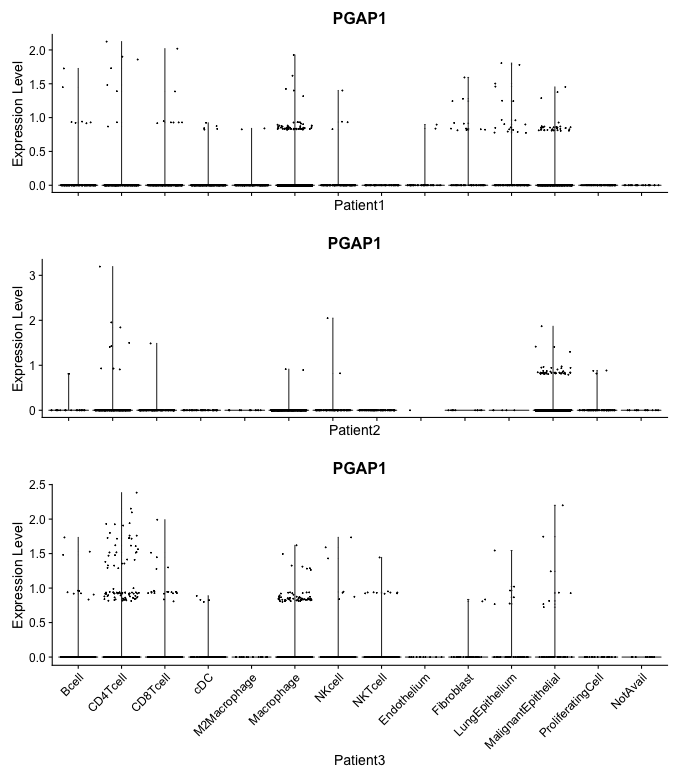 PGAP1
Expression Level
2.0
1.5
1.0
0.5
0.0
Patient1
PGAP1
Expression Level
3
2
1
0
Patient2
PGAP1
Expression Level
2.5
2.0
1.5
1.0
0.5
0.0
Bcell
CD4Tcell
CD8Tcell
cDC
M2Macrophage
Macrophage
NKcell
NKTcell
Endothelium
Fibroblast
LungEpithelium
MalignantEpithelial
ProliferatingCell
NotAvail
Patient3